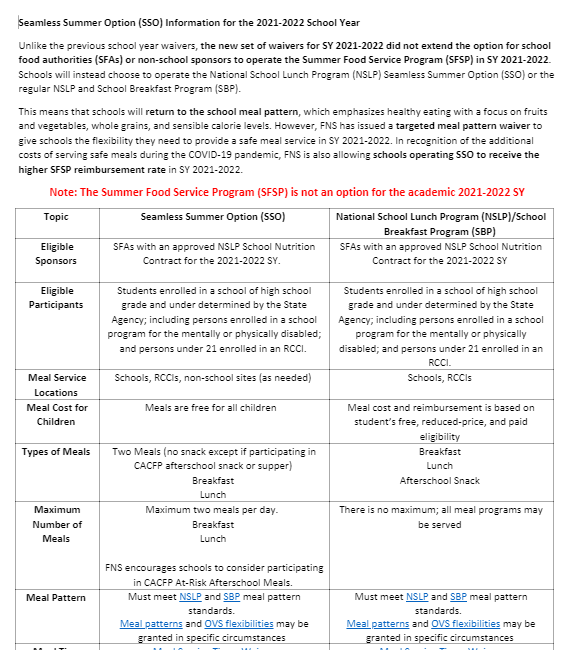 Seamless Summer Option (SSO) Information for the 2021-2022 School Year
Unlike the previous school year waivers, the new set of waivers for SY 2021-2022 did not extend the option for school
food authorities (SFAs) or non-school sponsors to operate the Summer Food Service Program (SFSP) in SY 2021-2022.
Schools will instead choose to operate the National School Lunch Program (NSLP) Seamless Summer Option (SSO) or the
regular NSLP and School Breakfast Program (SBP).
This means that schools will return to the school meal pattern, which emphasizes healthy eating with a focus on fruits
and vegetables, whole grains, and sensible calorie levels. However, FNS has issued a targeted meal pattern waiver to
give schools the flexibility they need to provide a safe meal service in SY 2021-2022. In recognition of the additional
costs of serving safe meals during the COVID-19 pandemic, FNS is also allowing schools operating SSO to receive the
higher SFSP reimbursement rate in SY 2021-2022.
Note: The Summer Food Service Program (SFSP) is not an option for the academic 2021-2022 SY
Topic
Seamless Summer Option (SSO)
National School Lunch Program (NSLP)/School
Breakfast Program (SBP)
Eligible
Sponsors
SFAs with an approved NSLP School Nutrition
Contract for the 2021-2022 SY.
SFAs with an approved NSLP School Nutrition
Contract for the 2021-2022 SY
Eligible
Participants
Students enrolled in a school of high school
grade and under determined by the State
Agency; including persons enrolled in a school
program for the mentally or physically disabled;
and persons under 21 enrolled in an RCCI.
Students enrolled in a school of high school
grade and under determined by the State
Agency; including persons enrolled in a school
program for the mentally or physically
disabled; and persons under 21 enrolled in an
RCCI.
Meal Service
Locations
Schools, RCCIs, non-school sites (as needed)
Schools, RCCIs
Meal Cost for
Children
Meals are free for all children
Meal cost and reimbursement is based on
student's free, reduced-price, and paid
eligibility
Types of Meals
Two Meals (no snack except if participating in
CACFP afterschool snack or supper)
Breakfast
Lunch
Breakfast
Lunch
Afterschool Snack
Maximum
Number of
Meals
Maximum two meals per day.
Breakfast
Lunch
FNS encourages schools to consider participating
in CACFP At-Risk Afterschool Meals.
There is no maximum; all meal programs may
be served
Meal Pattern
Must meet NSLP and SBP meal pattern
standards.
Meal patterns and OVS flexibilities may be
granted in specific circumstances
Must meet NSLP and SBP meal pattern
standards.
Meal patterns and OVS flexibilities may be
granted in specific circumstances